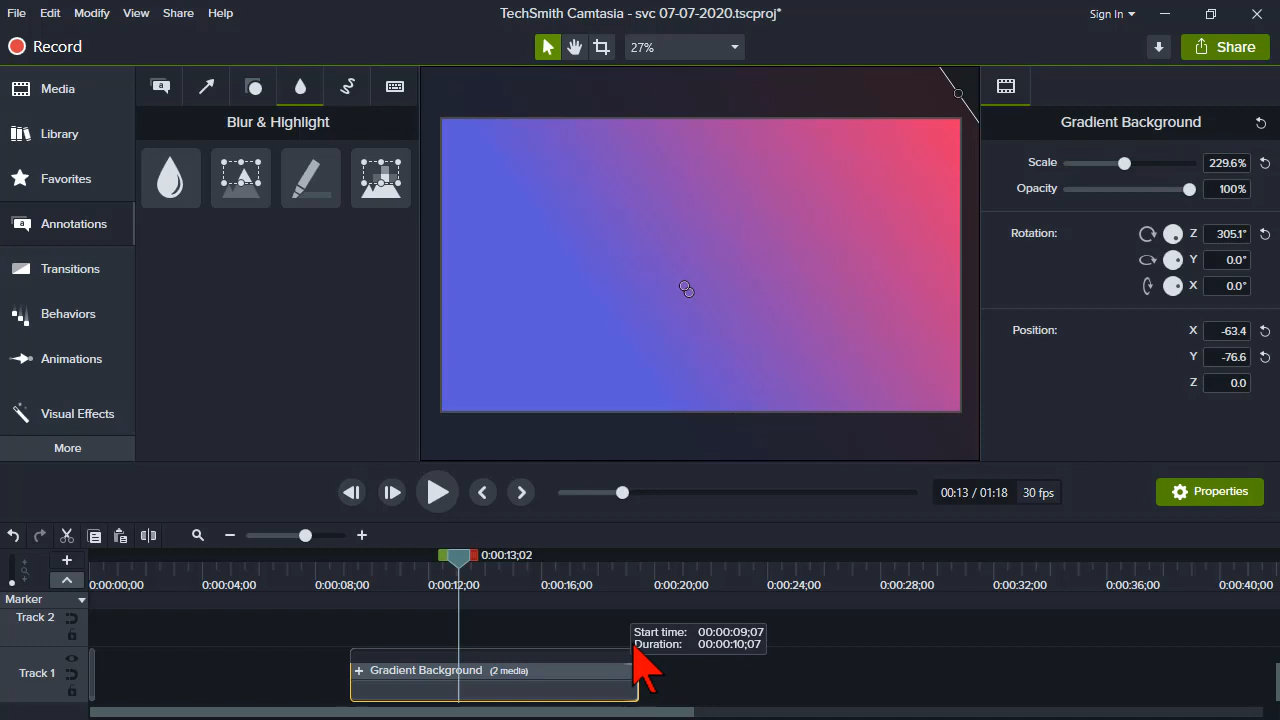 File Edit Modify View Share Help
TechSmith Camtasia - svc 07-07-2020.tscproj*
Sign In
Record
27%
Share
Media
Library
Favorites
Annotations
Transitions
Behaviors
Animations
Visual Effects
More
a
Blur & Highlight
Gradient Background
Scale 229.6%
Opacity 100%
Rotation: Z 305.1°
Y 0.0°
X 0.0°
Position: X -63.4
Y -76.6
Z 0.0
00:13 / 01:18 30 fps
Properties
0:00:13;02
0:00:00;00 0:00:04;00 0:00:08;00 0:00:12;00 0:00:16;00 0:00:20;00 0:00:24;00 0:00:28;00 0:00:32;00 0:00:36;00 0:00:40;00
Marker
Track 2
Start time: 00:00:09;07
Duration: 00:00:10;07
Track 1
+ Gradient Background (2 media)